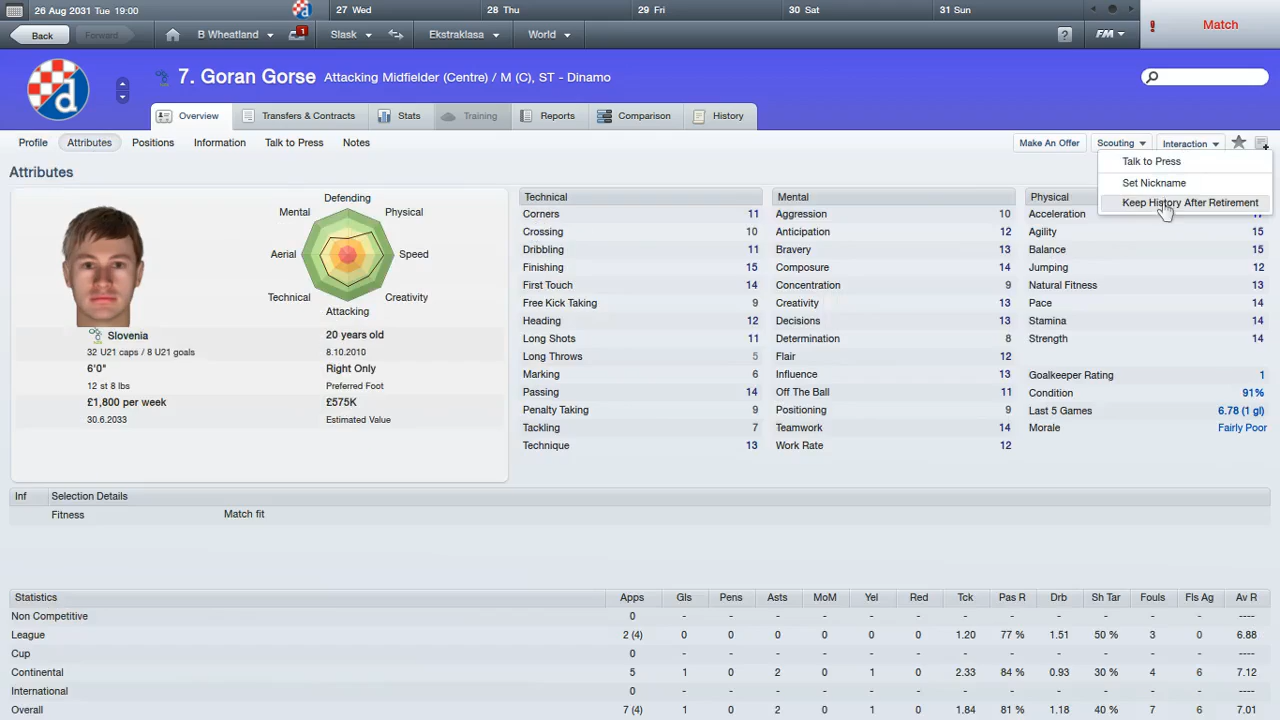 26 Aug 2031 Tue 19:00 27 Wed 28 Thu 29 Fri 30 Sat 31 Sun
Back Forward B Wheatland 1 Slask Ekstraklasa World ? FM ! Match
7. Goran Gorse Attacking Midfielder (Centre) / M (C), ST - Dinamo
Overview Transfers & Contracts Stats Training Reports Comparison History
Profile Attributes Positions Information Talk to Press Notes Make An Offer Scouting Interaction
Talk to Press
Set Nickname
Keep History After Retirement
Attributes
Defending
Mental Physical
Aerial Speed
Technical Creativity
Attacking
Slovenia 20 years old
32 U21 caps / 8 U21 goals 8.10.2010
6'0" Right Only
12 st 8 lbs Preferred Foot
£1,800 per week £575K
30.6.2033 Estimated Value
Technical Mental Physical
Corners 11 Aggression 10 Acceleration
Crossing 10 Anticipation 12 Agility 15
Dribbling 11 Bravery 13 Balance 15
Finishing 15 Composure 14 Jumping 12
First Touch 14 Concentration 9 Natural Fitness 13
Free Kick Taking 9 Creativity 13 Pace 14
Heading 12 Decisions 13 Stamina 14
Long Shots 11 Determination 8 Strength 14
Long Throws 5 Flair 12
Marking 6 Influence 13 Goalkeeper Rating 1
Passing 14 Off The Ball 11 Condition 91%
Penalty Taking 9 Positioning 9 Last 5 Games 6.78 (1 gl)
Tackling 7 Teamwork 14 Morale Fairly Poor
Technique 13 Work Rate 12
Inf Selection Details
Fitness Match fit
Statistics Apps Gls Pens Asts MoM Yel Red Tck Pas R Drb Sh Tar Fouls Fls Ag Av R
Non Competitive 0 - - - - - - - - - - - - ----
League 2 (4) 0 0 0 0 0 0 1.20 77 % 1.51 50 % 3 0 6.88
Cup 0 - - - - - - - - - - - - ----
Continental 5 1 0 2 0 1 0 2.33 84 % 0.93 30 % 4 6 7.12
International 0 - - - - - - - - - - - - ----
Overall 7 (4) 1 0 2 0 1 0 1.84 81 % 1.18 40 % 7 6 7.01